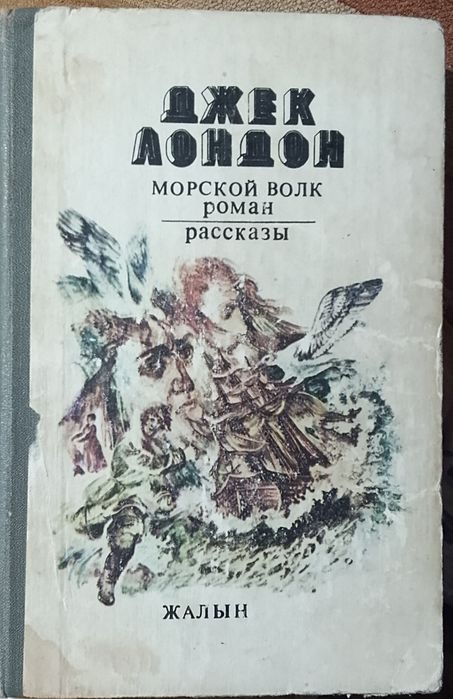 ДЖЕК
ЛОНДОН
МОРСКОЙ ВОЛК
роман
рассказы
ЖАЛЫН